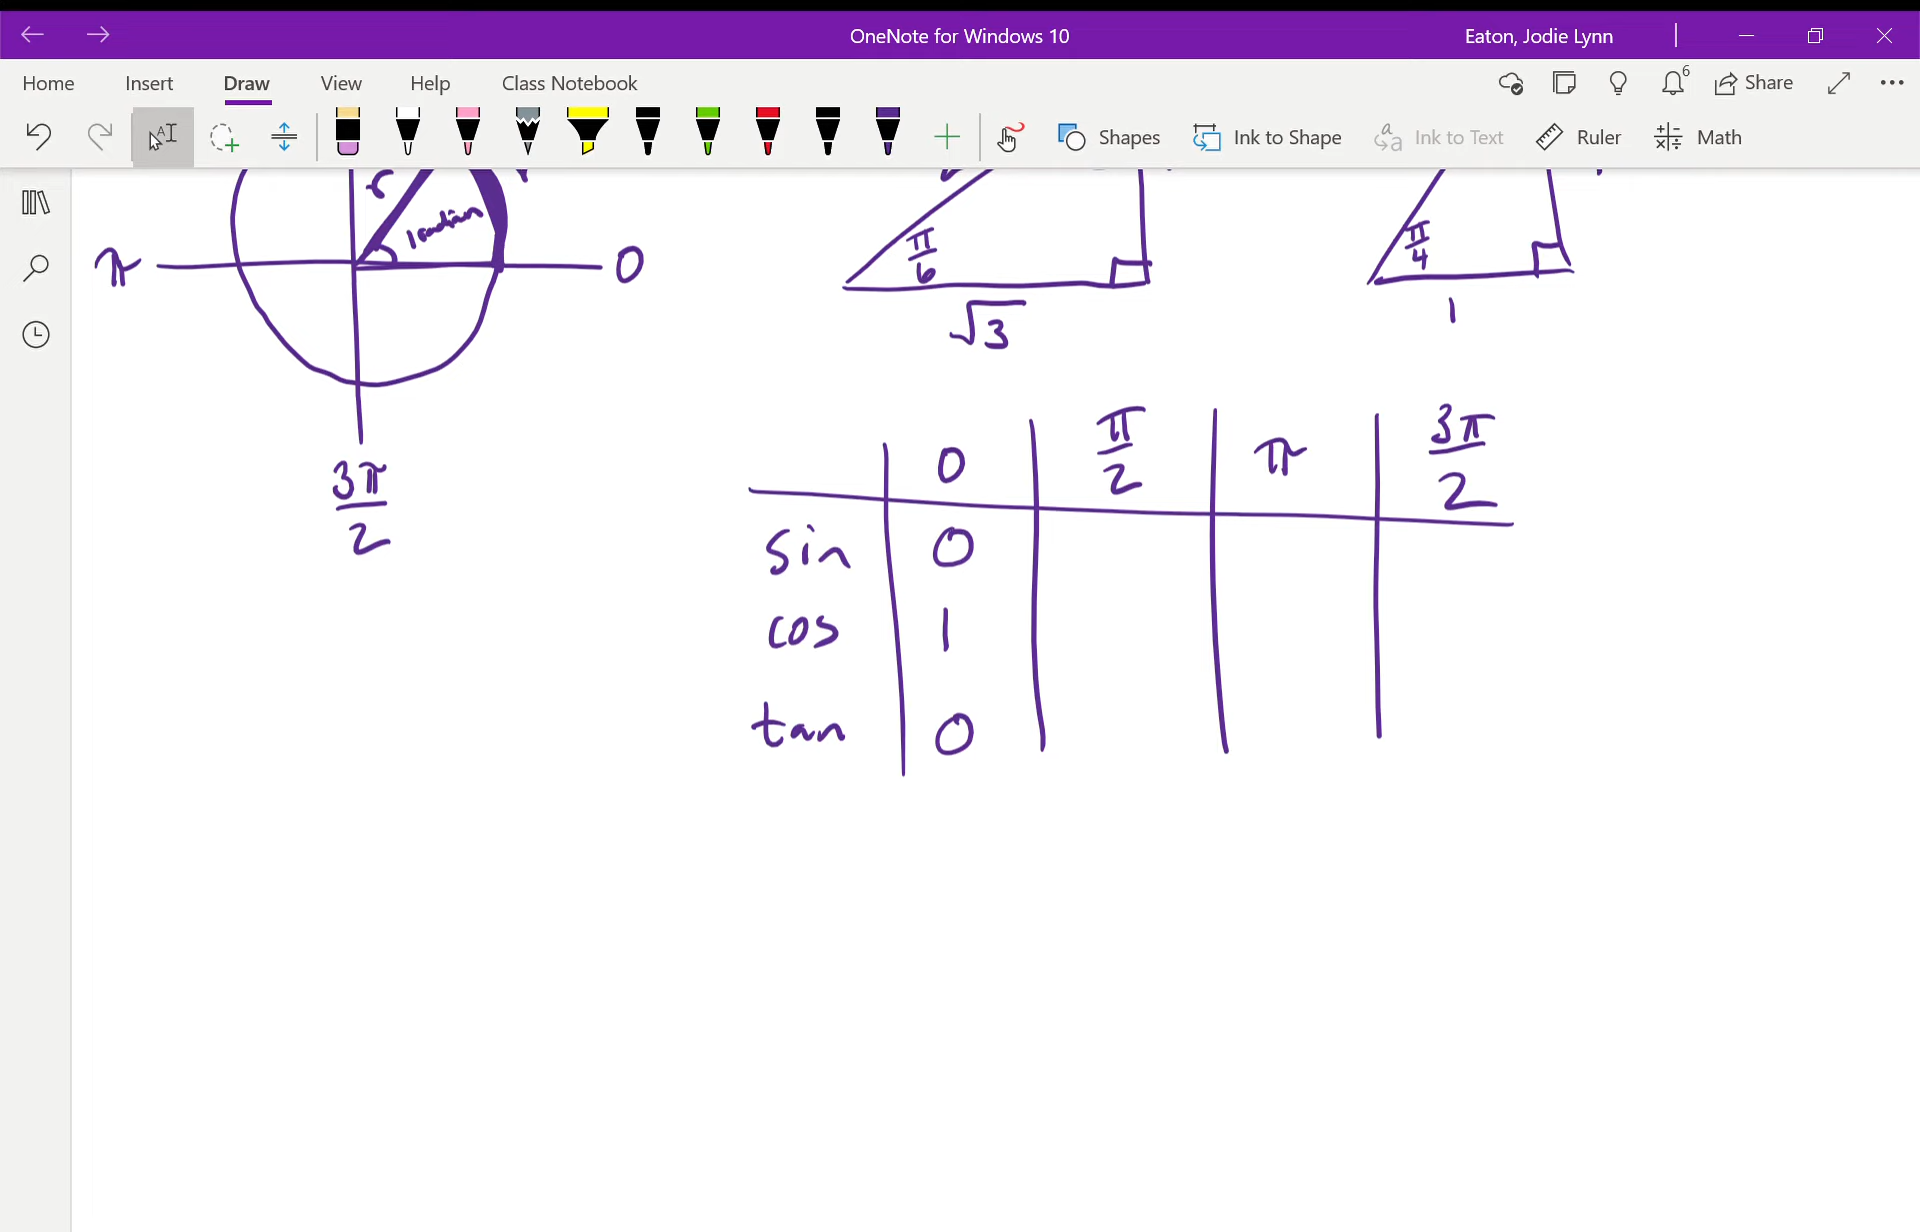 OneNote for Windows 10
Eaton, Jodie Lynn
Home Insert Draw View Help Class Notebook
6
Share
Shapes
Ink to Shape
Ink to Text
Ruler
Math
r
1 radian
π
0
3π
2
π
6
√3
π
4
1
0 π/2 π 3π/2
sin 0
cos 1
tan 0